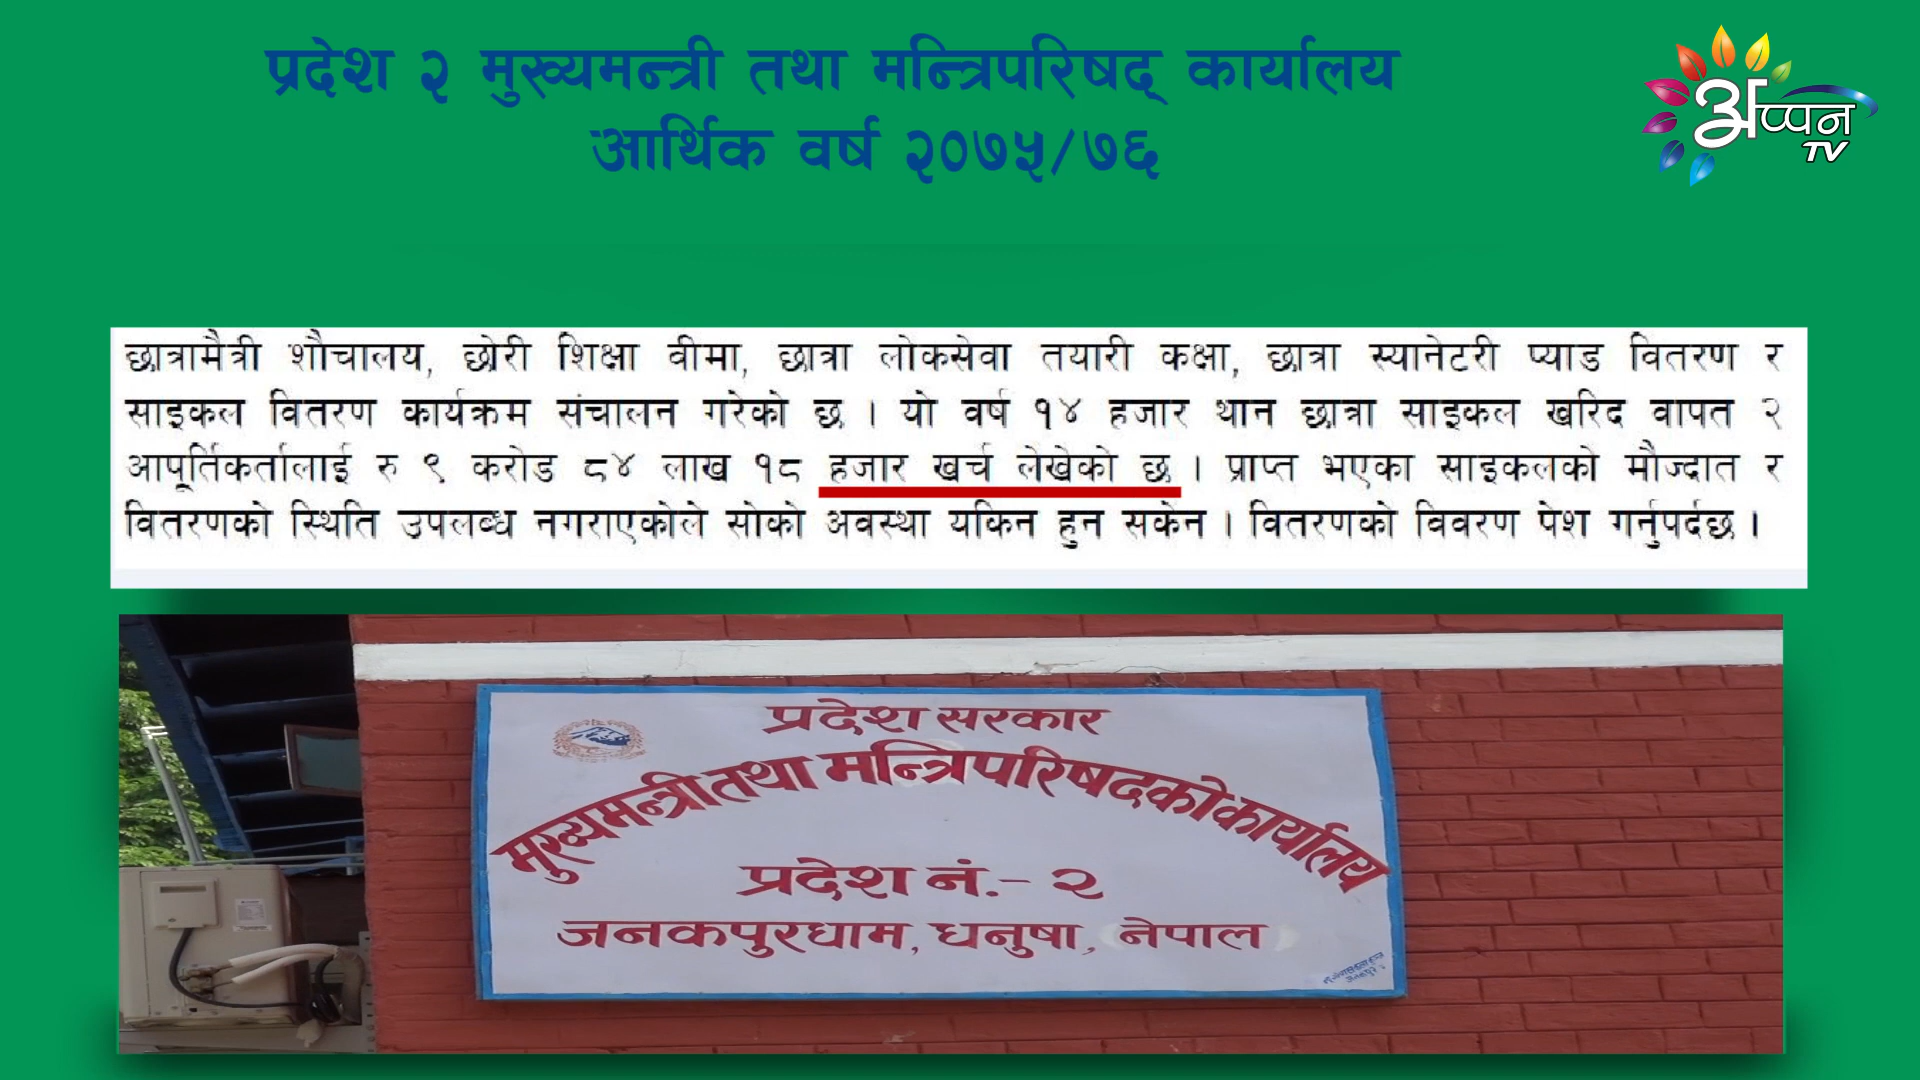 प्रदेश २ मुख्यमन्त्री तथा मन्त्रिपरिषद् कार्यालय
आर्थिक वर्ष २०७५/७६
अप्पन
TV
छात्रामैत्री शौचालय, छोरी शिक्षा बीमा, छात्रा लोकसेवा तयारी कक्षा, छात्रा स्यानेटरी प्याड वितरण र
साइकल वितरण कार्यक्रम संचालन गरेको छ । यो वर्ष १४ हजार थान छात्रा साइकल खरिद वापत २
आपूर्तिकर्तालाई रु ९ करोड ८४ लाख १८ हजार खर्च लेखेको छ । प्राप्त भएका साइकलको मौज्दात र
वितरणको स्थिति उपलब्ध नगराएकोले सोको अवस्था यकिन हुन सकेन । वितरणको विवरण पेश गर्नुपर्दछ ।
प्रदेश सरकार
मुख्यमन्त्री तथा मन्त्रिपरिषदको कार्यालय
प्रदेश नं.- २
जनकपुरधाम, धनुषा, नेपाल